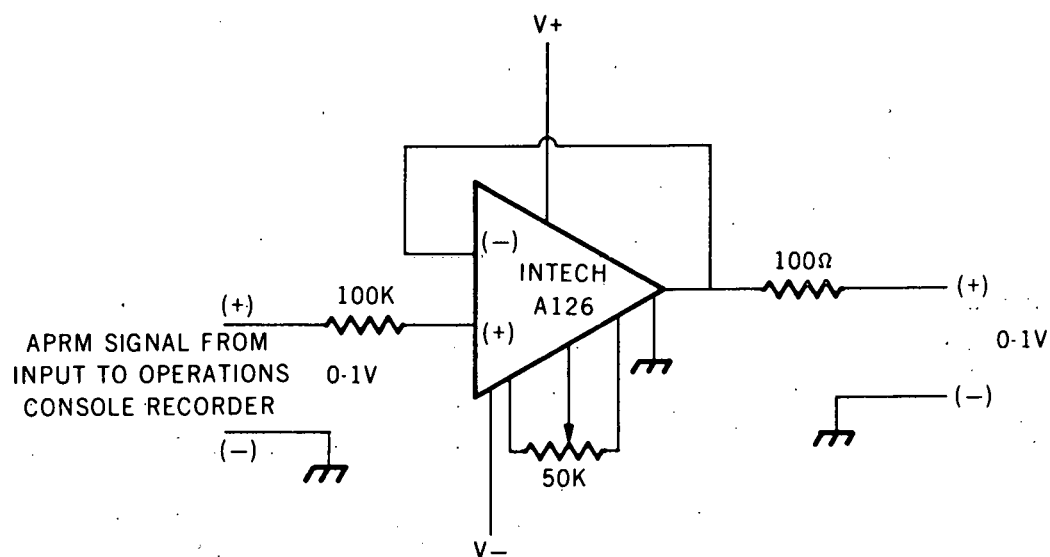 V+
(-)
INTECH
A126
100Ω
(+)
0-1V
(-)
(+)
100K
(+)
APRM SIGNAL FROM
INPUT TO OPERATIONS
CONSOLE RECORDER
0-1V
(-)
50K
V-